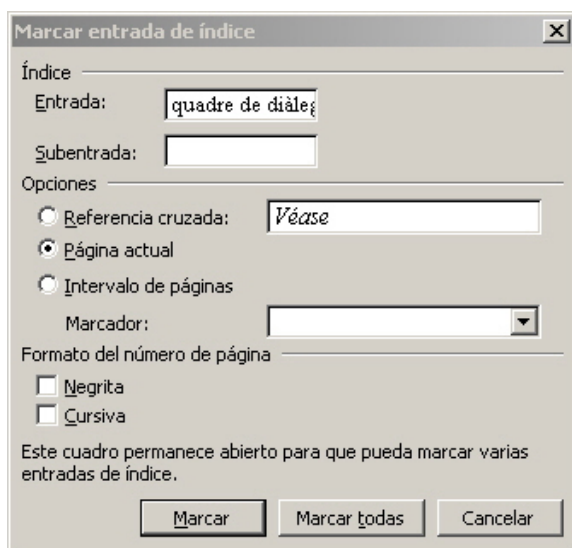 Marcar entrada de índice
Índice
Entrada: quadre de diàleg
Subentrada:
Opciones
Referencia cruzada: Véase
Página actual
Intervalo de páginas
Marcador:
Formato del número de página
Negrita
Cursiva
Este cuadro permanece abierto para que pueda marcar varias
entradas de índice.
Marcar Marcar todas Cancelar